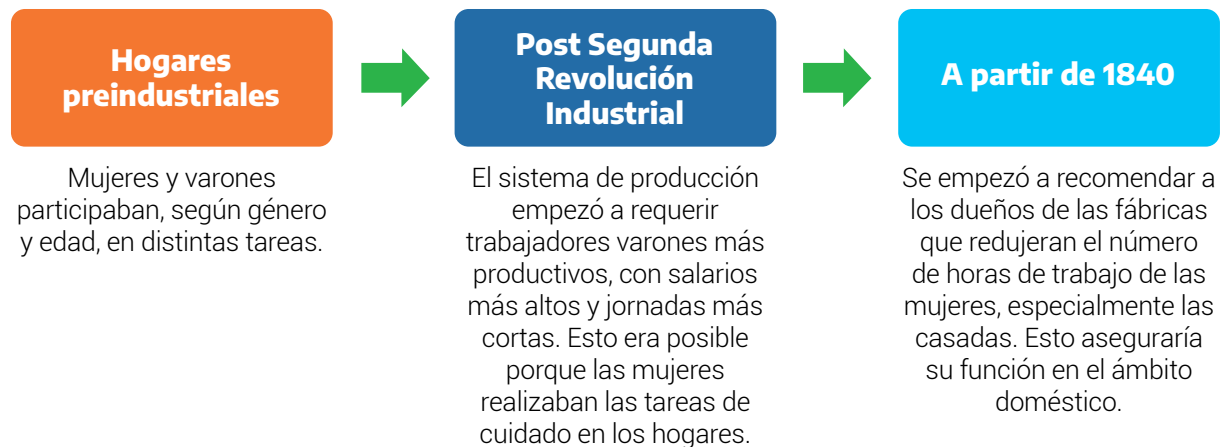 Hogares
preindustriales
Mujeres y varones
participaban, según género
y edad, en distintas tareas.
Post Segunda
Revolución
Industrial
El sistema de producción
empezó a requerir
trabajadores varones más
productivos, con salarios
más altos y jornadas más
cortas. Esto era posible
porque las mujeres
realizaban las tareas de
cuidado en los hogares.
A partir de 1840
Se empezó a recomendar a
los dueños de las fábricas
que redujeran el número
de horas de trabajo de las
mujeres, especialmente las
casadas. Esto aseguraría
su función en el ámbito
doméstico.